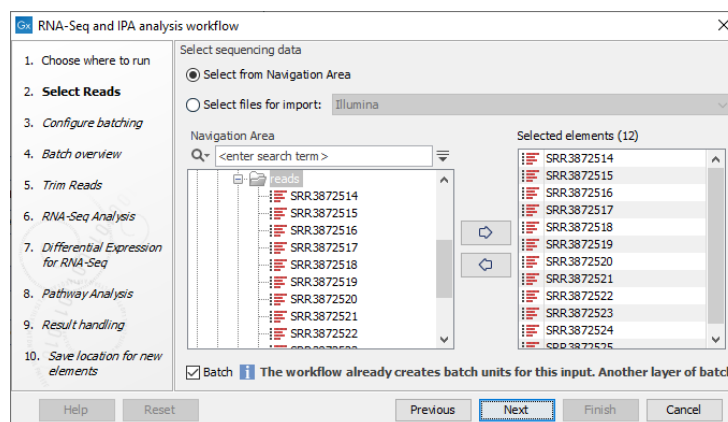 Gx RNA-Seq and IPA analysis workflow
1. Choose where to run
2. Select Reads
3. Configure batching
4. Batch overview
5. Trim Reads
6. RNA-Seq Analysis
7. Differential Expression
for RNA-Seq
8. Pathway Analysis
9. Result handling
10. Save location for new
elements
Select sequencing data
Select from Navigation Area
Select files for import: Illumina
Navigation Area
<enter search term>
reads
SRR3872514
SRR3872515
SRR3872516
SRR3872517
SRR3872518
SRR3872519
SRR3872520
SRR3872521
SRR3872522
Selected elements (12)
SRR3872514
SRR3872515
SRR3872516
SRR3872517
SRR3872518
SRR3872519
SRR3872520
SRR3872521
SRR3872522
SRR3872523
SRR3872524
SRR3872525
Batch The workflow already creates batch units for this input. Another layer of batc
Help Reset Previous Next Finish Cancel